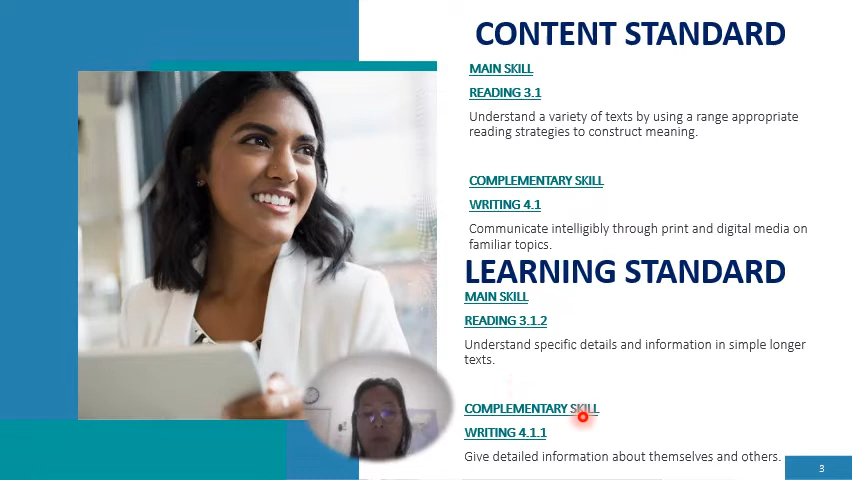 CONTENT STANDARD
MAIN SKILL
READING 3.1
Understand a variety of texts by using a range appropriate
reading strategies to construct meaning.
COMPLEMENTARY SKILL
WRITING 4.1
Communicate intelligibly through print and digital media on
familiar topics.
LEARNING STANDARD
MAIN SKILL
READING 3.1.2
Understand specific details and information in simple longer
texts.
COMPLEMENTARY SKILL
WRITING 4.1.1
Give detailed information about themselves and others.
3